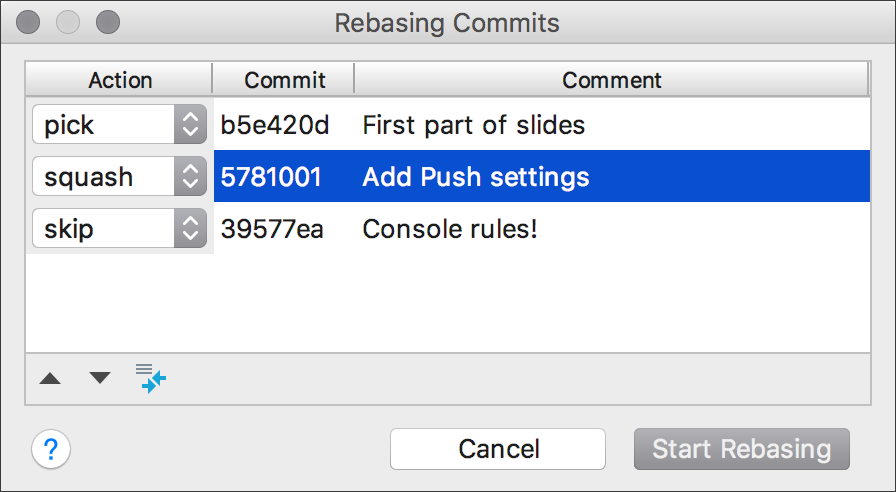 Rebasing Commits
Action Commit Comment
pick b5e420d First part of slides
squash 5781001 Add Push settings
skip 39577ea Console rules!
? Cancel Start Rebasing